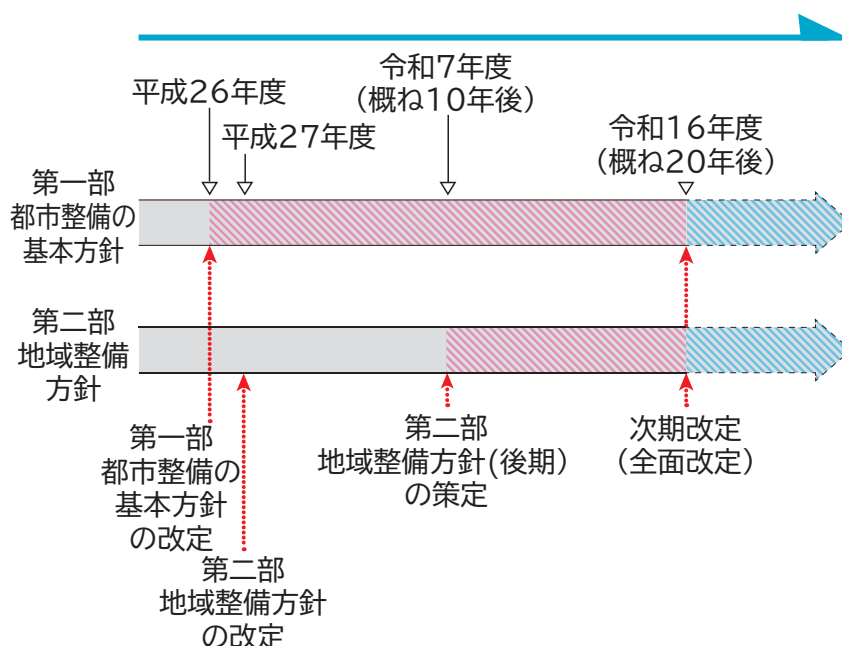 平成26年度
平成27年度
令和7年度
（概ね10年後）
令和16年度
（概ね20年後）
第一部
都市整備の
基本方針
第二部
地域整備
方針
第一部
都市整備の
基本方針
の改定
第二部
地域整備方針
の改定
第二部
地域整備方針(後期）
の策定
次期改定
（全面改定）